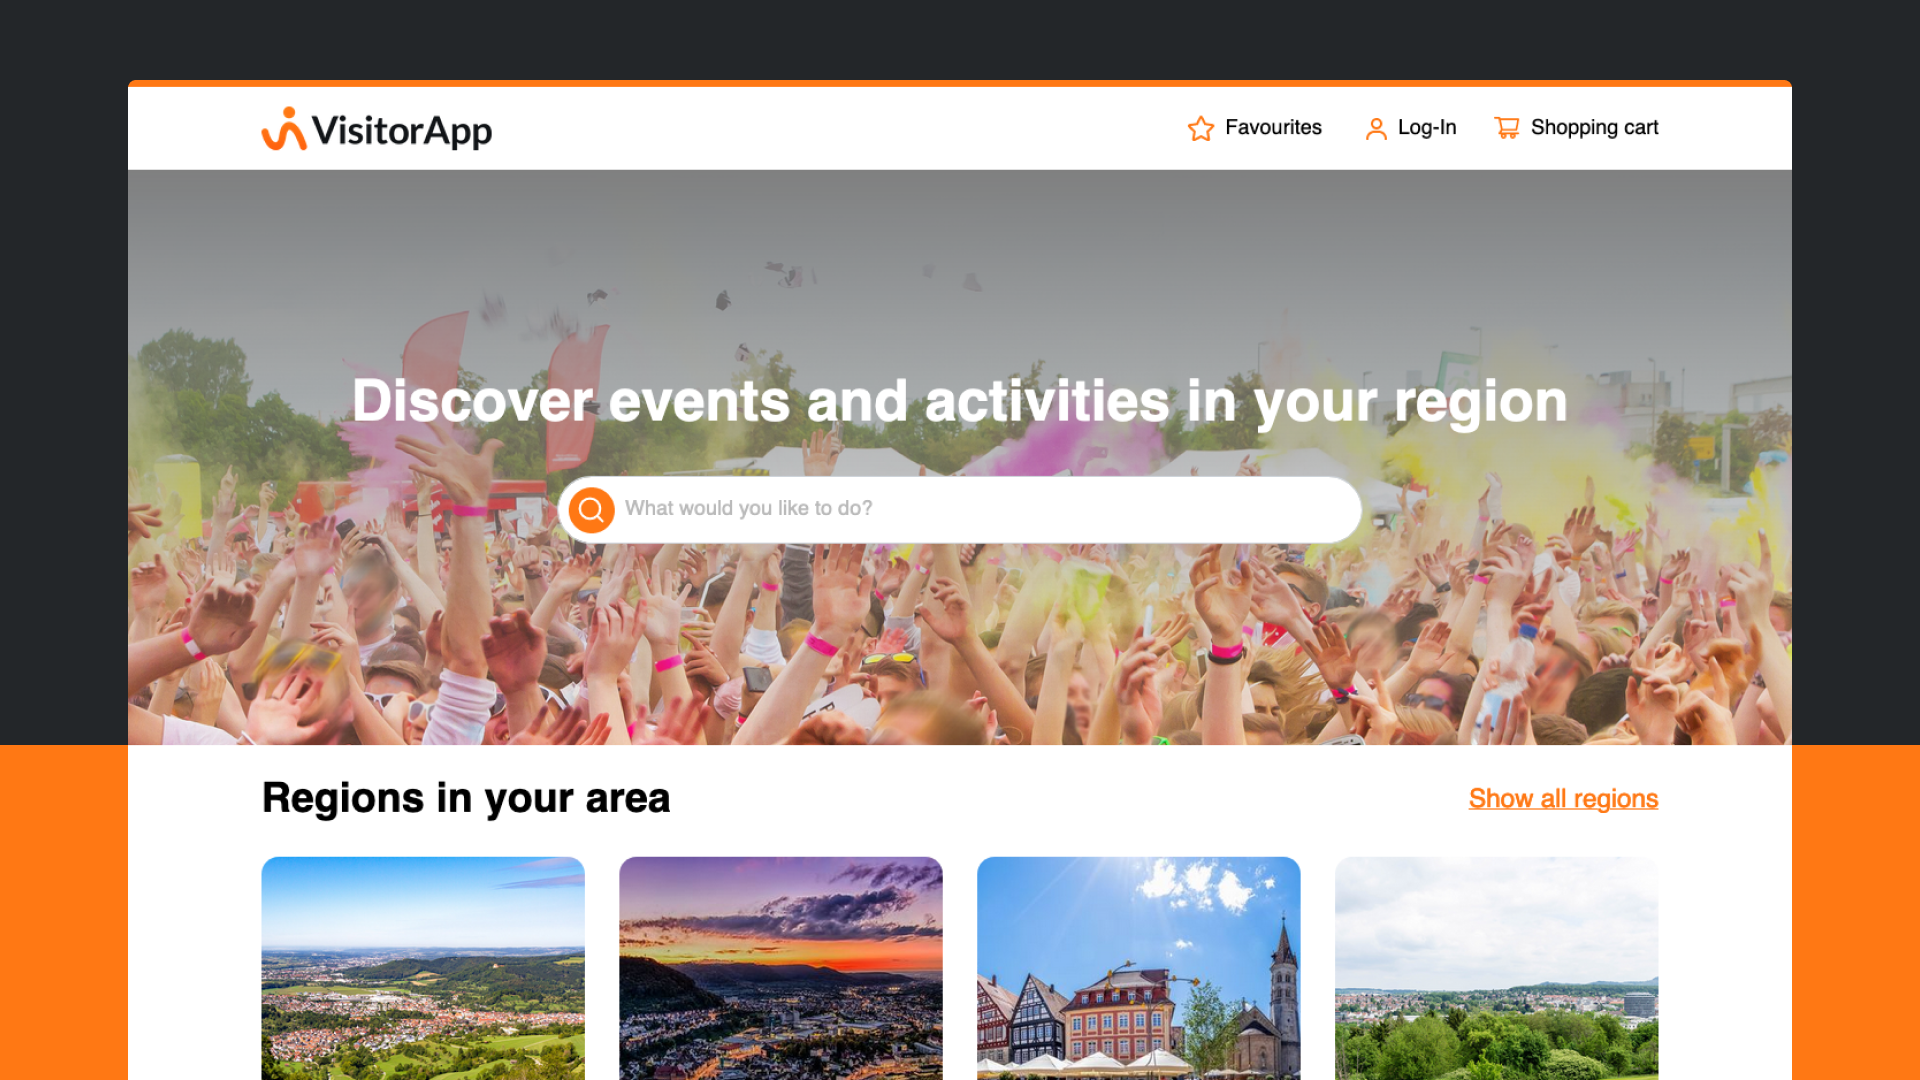 VisitorApp
Favourites
Log-In
Shopping cart
Discover events and activities in your region
What would you like to do?
Regions in your area
Show all regions